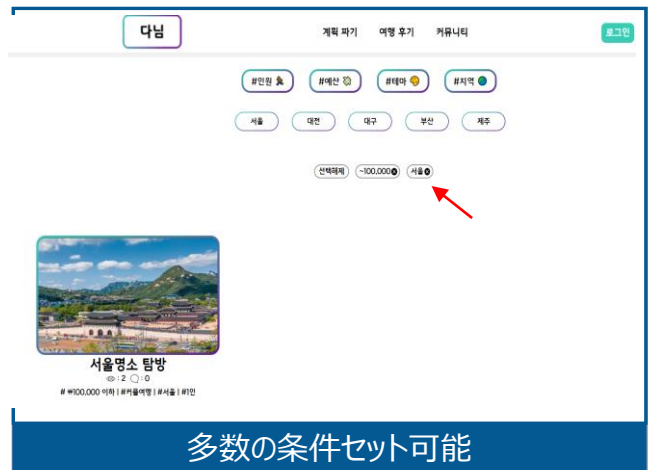 다님
계획 짜기 여행 후기 커뮤니티
로그인
#인원 #예산 #테마 #지역
서울 대전 대구 부산 제주
선택해제 ~100,000 서울
서울명소 탐방
:2 :0
# ₩100,000 이하 | #커플여행 | #서울 | #1인
多数の条件セット可能